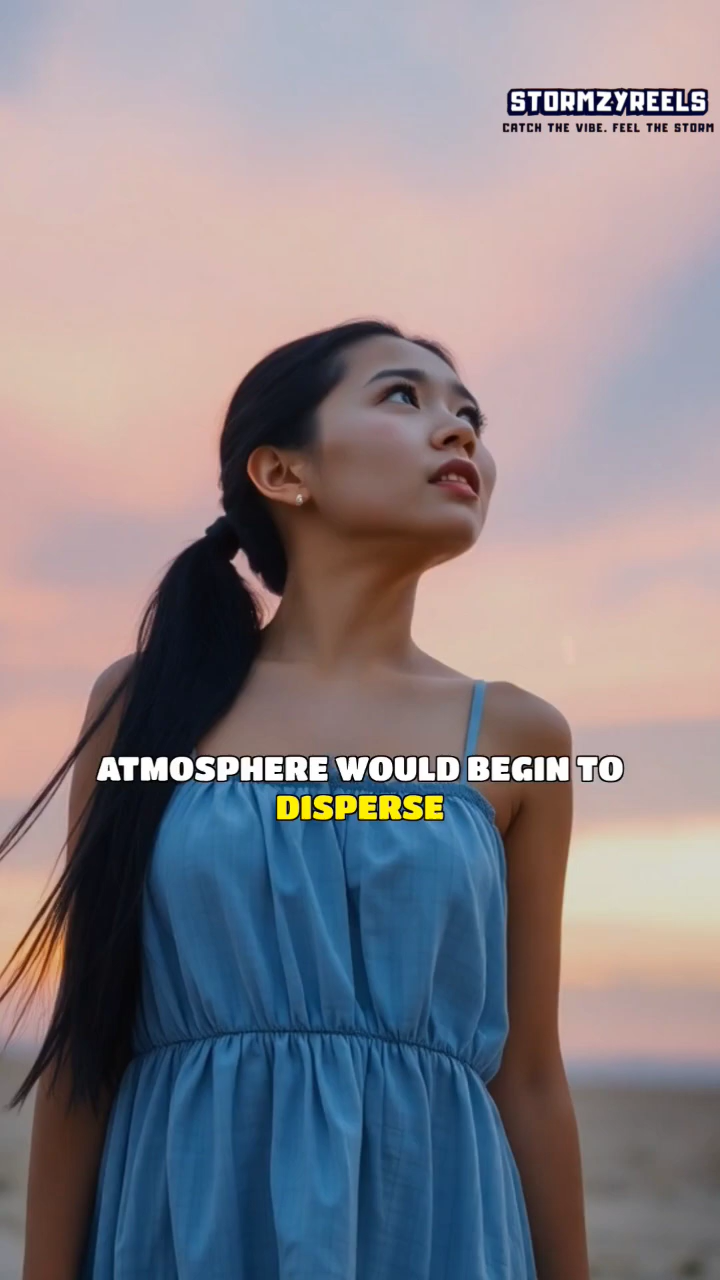 STORMZYREELS
CATCH THE VIBE. FEEL THE STORM
ATMOSPHERE WOULD BEGIN TO
DISPERSE